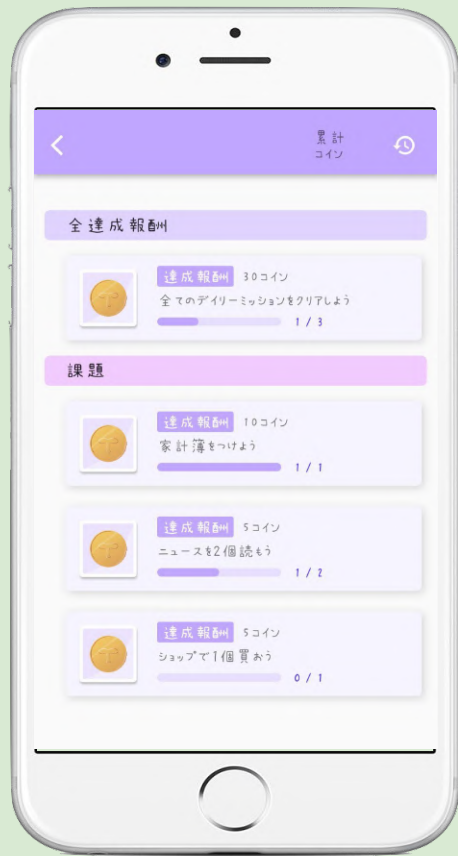 累計
コイン
全達成報酬
達成報酬 30コイン
全てのデイリーミッションをクリアしよう
1 / 3
課題
達成報酬 10コイン
家計簿をつけよう
1 / 1
達成報酬 5コイン
ニュースを2個読もう
1 / 2
達成報酬 5コイン
ショップで1個買おう
0 / 1